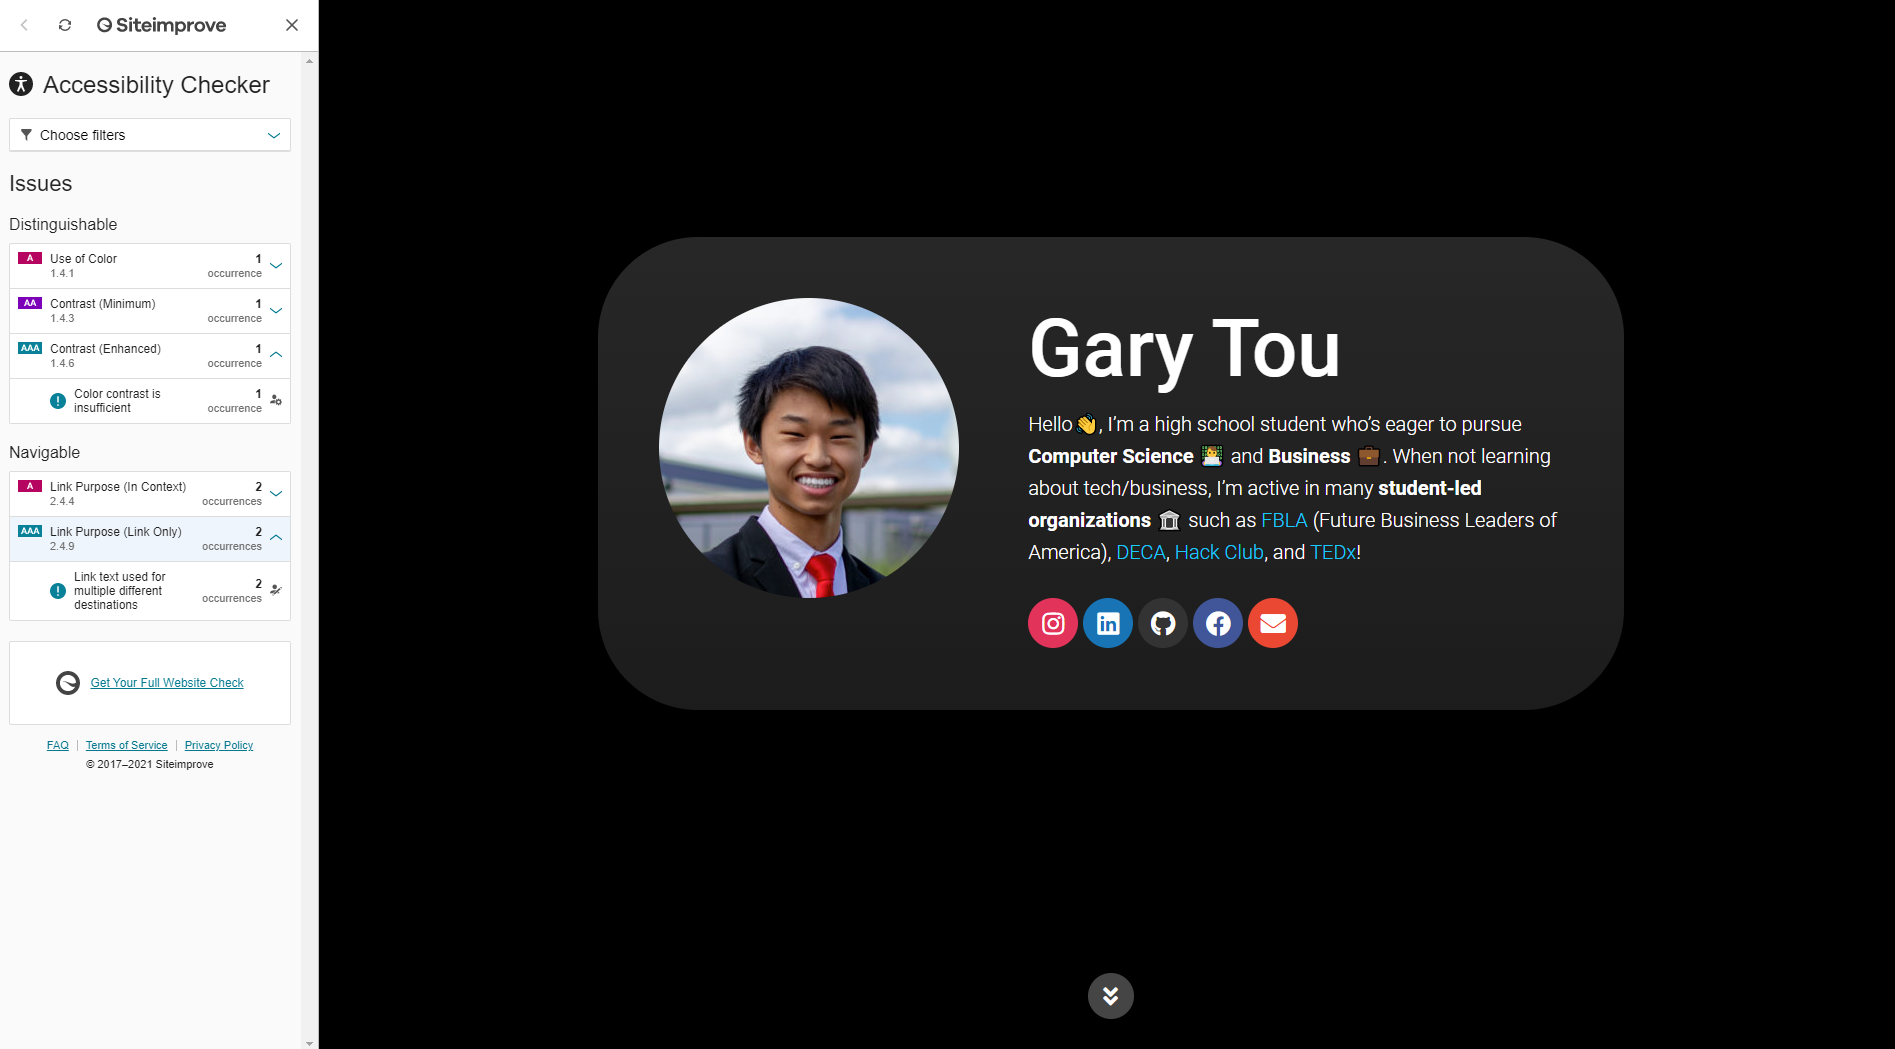 Siteimprove
Accessibility Checker
Choose filters
Issues
Distinguishable
A Use of Color 1
1.4.1 occurrence
AA Contrast (Minimum) 1
1.4.3 occurrence
AAA Contrast (Enhanced) 1
1.4.6 occurrence
Color contrast is 1
insufficient occurrence
Navigable
A Link Purpose (In Context) 2
2.4.4 occurrences
AAA Link Purpose (Link Only) 2
2.4.9 occurrences
Link text used for
multiple different 2
destinations occurrences
Get Your Full Website Check
FAQ | Terms of Service | Privacy Policy
© 2017–2021 Siteimprove
Gary Tou
Hello👋, I’m a high school student who’s eager to pursue
Computer Science 👨‍💻 and Business 💼. When not learning
about tech/business, I’m active in many student-led
organizations 🏛 such as FBLA (Future Business Leaders of
America), DECA, Hack Club, and TEDx!
in